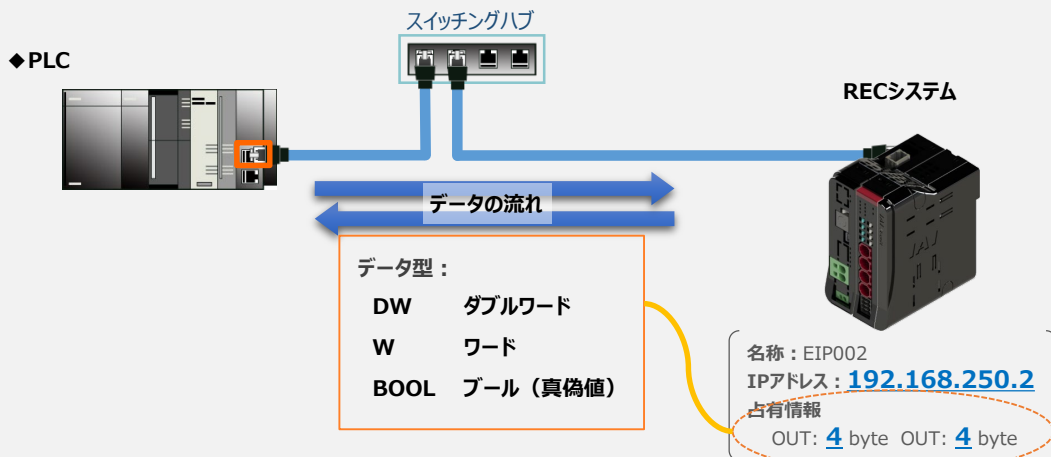 スイッチングハブ
◆PLC
RECシステム
データの流れ
データ型：
DW ダブルワード
W ワード
BOOL ブール（真偽値）
IAI
名称：EIP002
IPアドレス：192.168.250.2
占有情報
OUT: 4 byte OUT: 4 byte